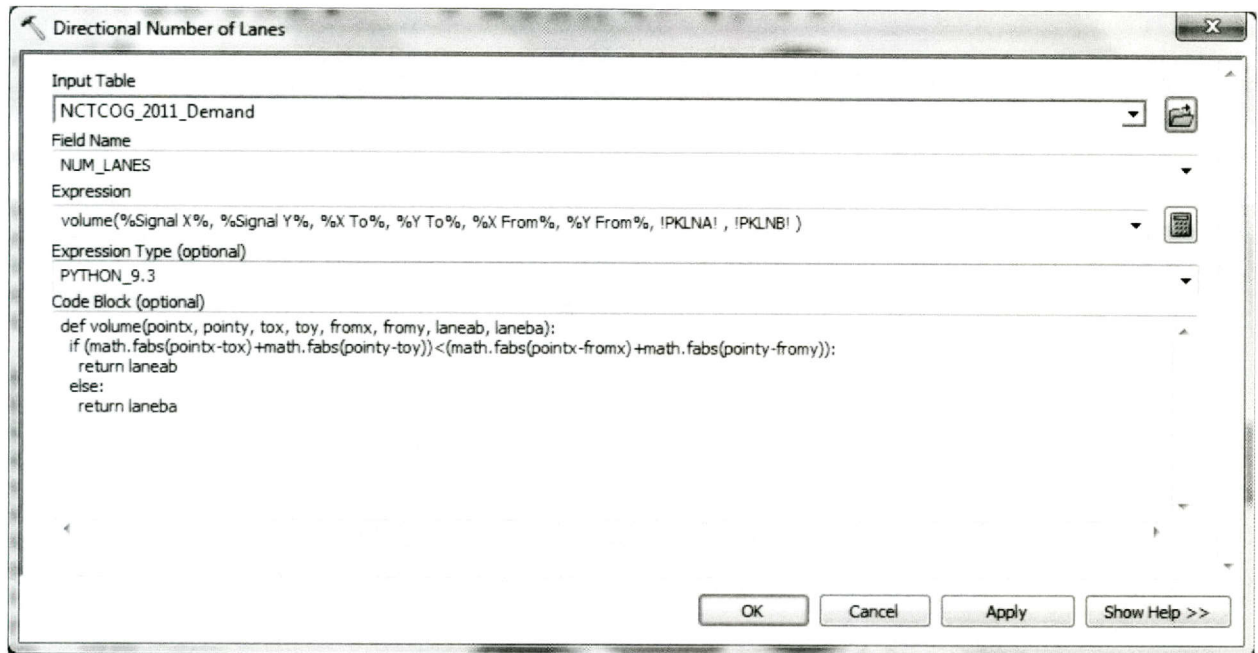 Directional Number of Lanes
Input Table
NCTCOG_2011_Demand
Field Name
NUM_LANES
Expression
volume(%Signal X%, %Signal Y%, %X To%, %Y To%, %X From%, %Y From%, !PKLNA! , !PKLNB! )
Expression Type (optional)
PYTHON_9.3
Code Block (optional)
def volume(pointx, pointy, tox, toy, fromx, fromy, laneab, laneba):
if (math.fabs(pointx-tox)+math.fabs(pointy-toy))<(math.fabs(pointx-fromx)+math.fabs(pointy-fromy)):
return laneab
else:
return laneba
OK Cancel Apply Show Help >>